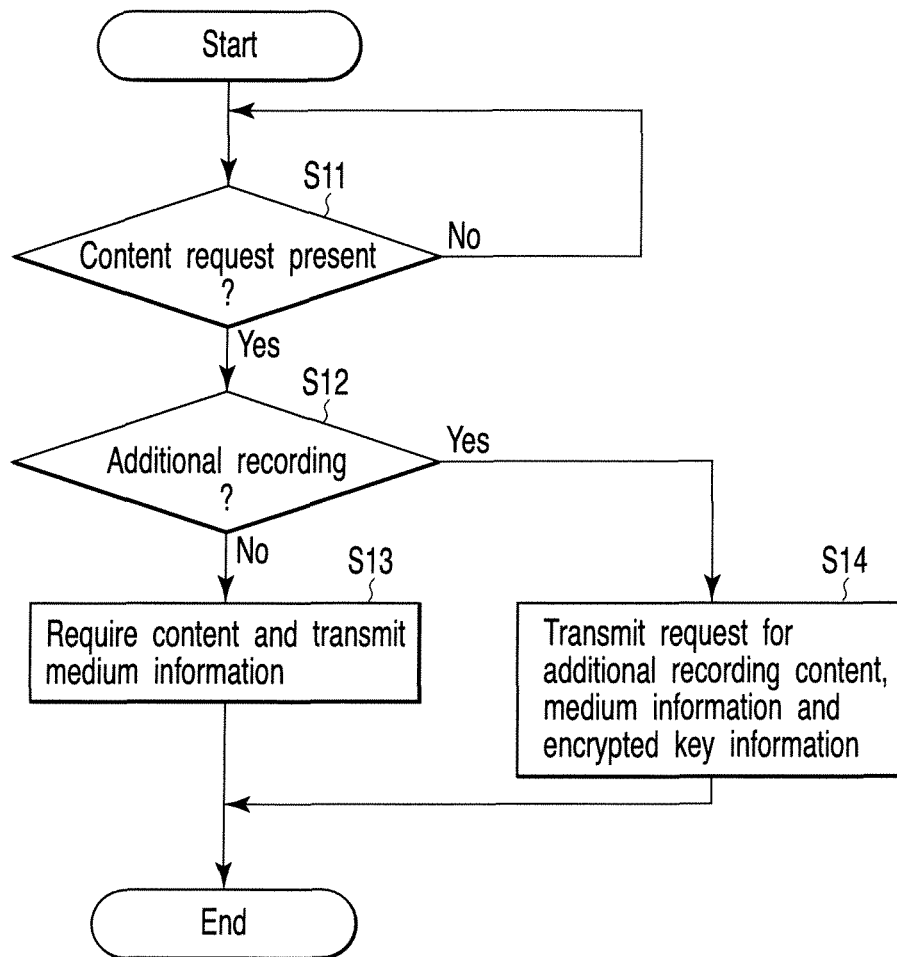 Start
S11
Content request present
?
No
Yes
S12
Additional recording
?
Yes
No
S13
Require content and transmit
medium information
S14
Transmit request for
additional recording content,
medium information and
encrypted key information
End